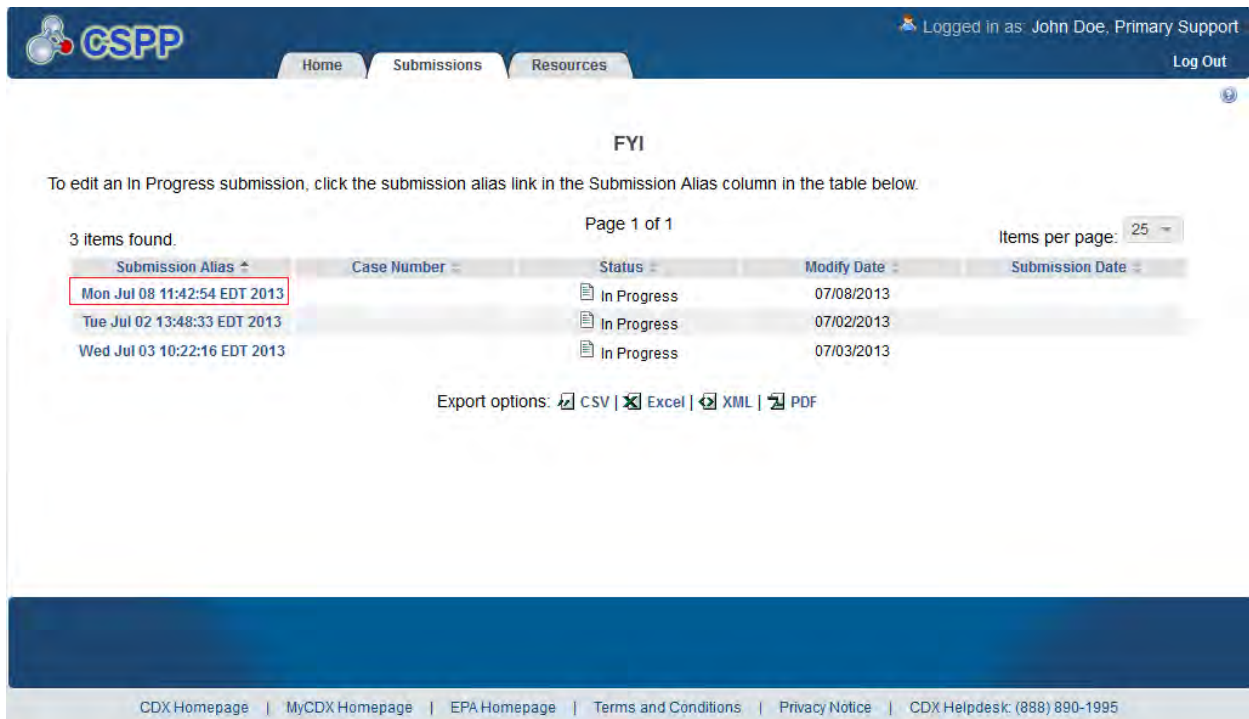 CSPP
Logged in as: John Doe, Primary Support
Home Submissions Resources
Log Out
FYI
To edit an In Progress submission, click the submission alias link in the Submission Alias column in the table below.
3 items found. Page 1 of 1 Items per page: 25
Submission Alias Case Number Status Modify Date Submission Date
Mon Jul 08 11:42:54 EDT 2013 In Progress 07/08/2013
Tue Jul 02 13:48:33 EDT 2013 In Progress 07/02/2013
Wed Jul 03 10:22:16 EDT 2013 In Progress 07/03/2013
Export options: CSV | Excel | XML | PDF
CDX Homepage | MyCDX Homepage | EPA Homepage | Terms and Conditions | Privacy Notice | CDX Helpdesk: (888) 890-1995